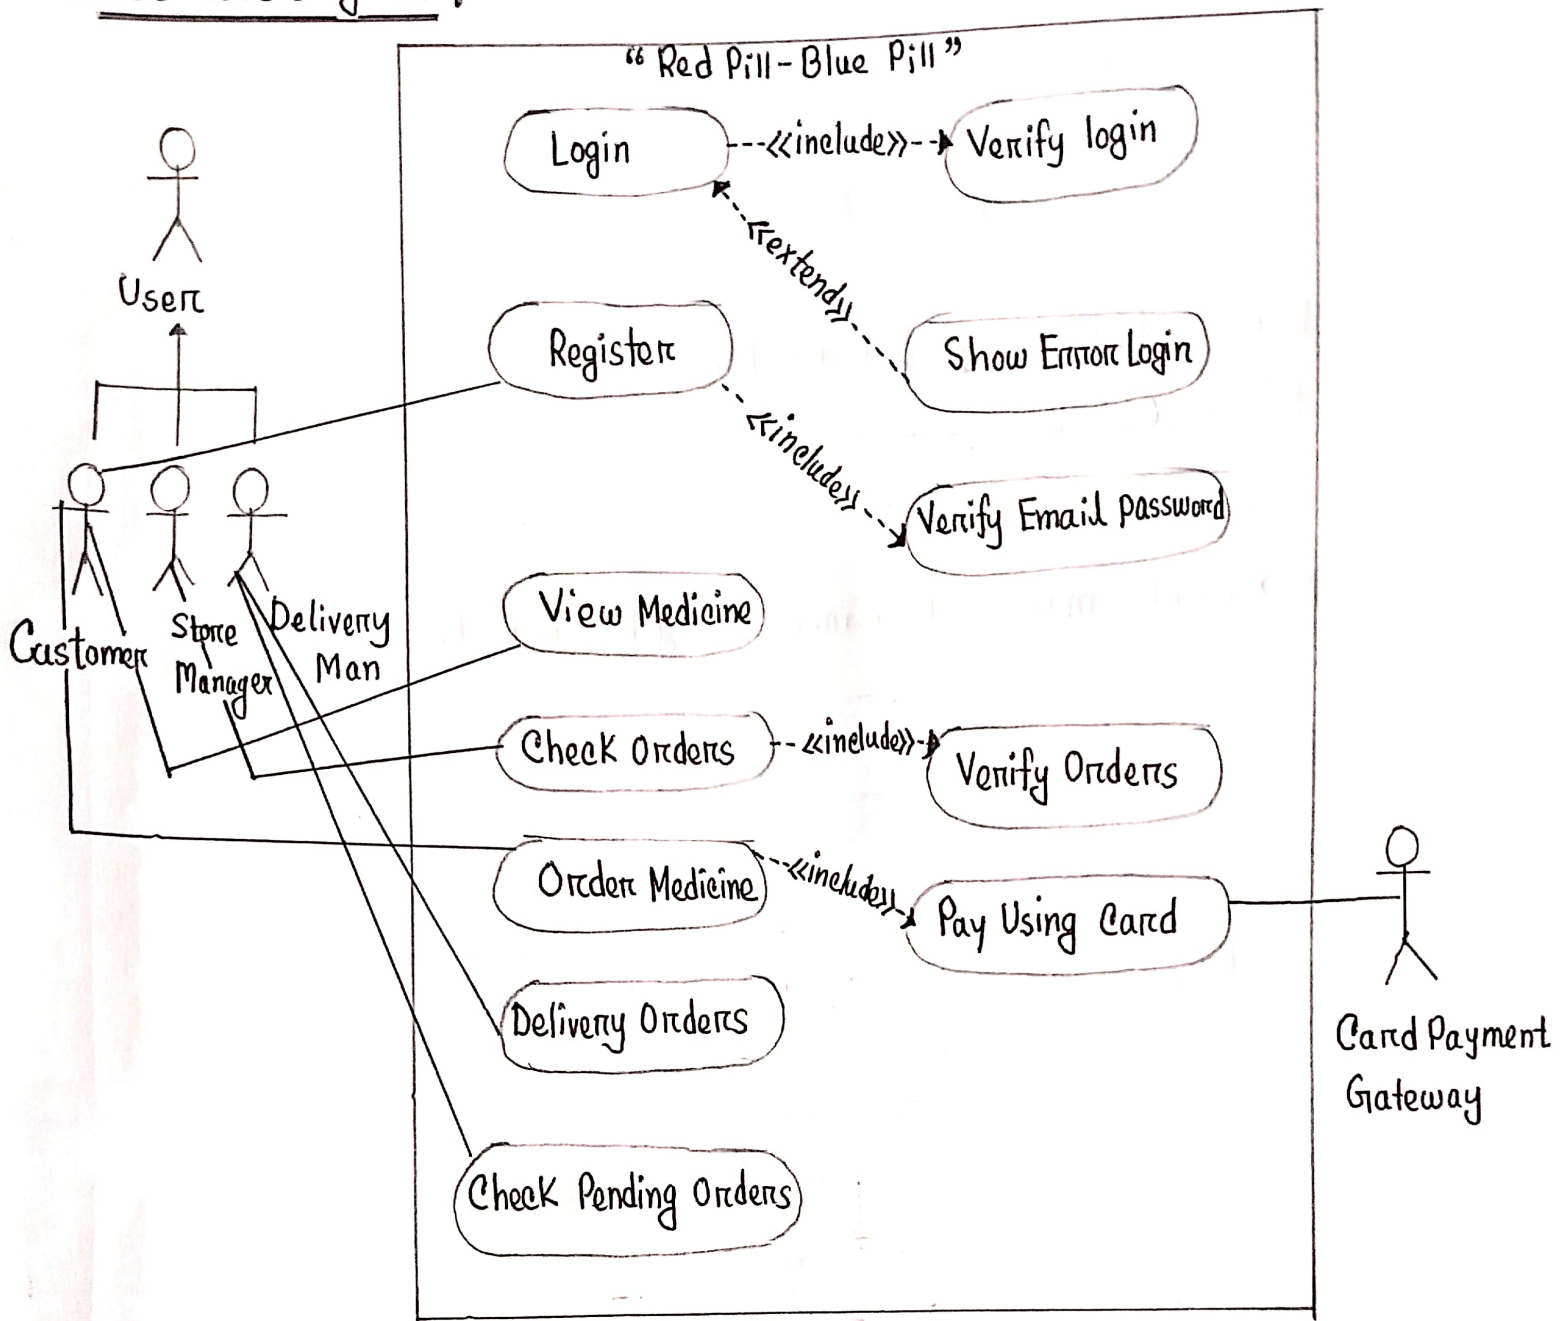 “Red Pill-Blue Pill”
Login
<<include>>
Verify login
<<extend>>
User
Register
Show Error Login
<<include>>
Verify Email password
View Medicine
Customer
Store
Manager
Delivery
Man
Check Orders
<<include>>
Verify Orders
Order Medicine
<<include>>
Pay Using Card
Delivery Orders
Card Payment
Gateway
Check Pending Orders